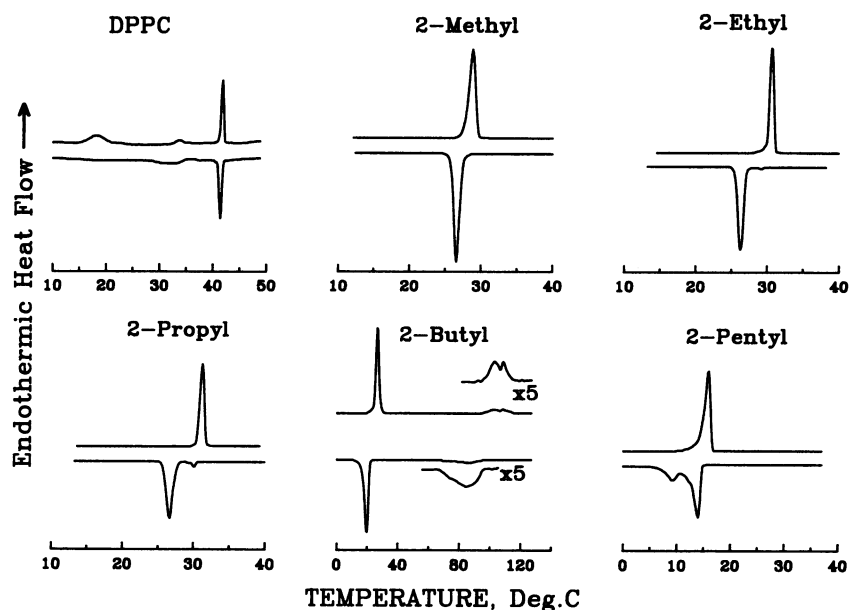 DPPC
2-Methyl
2-Ethyl
10 20 30 40 50
0 10 20 30 40
10 20 30 40
2-Propyl
2-Butyl
2-Pentyl
x5
x5
10 20 30 40
0 40 80 120
0 10 20 30 40
Endothermic Heat Flow →
TEMPERATURE, Deg.C